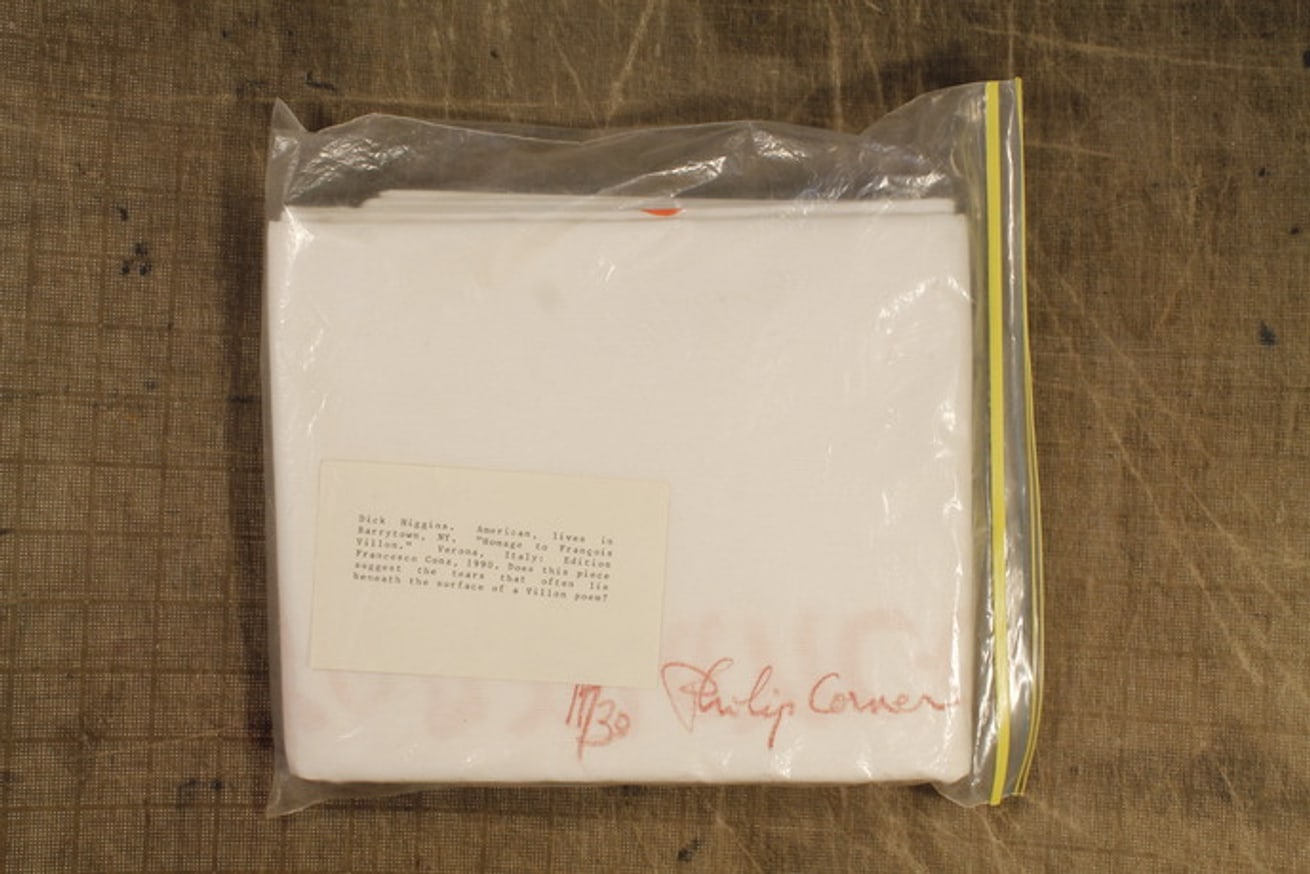 Dick Higgins. American, lives in
Barrytown, NY. "Homage to François
Villon." Verona, Italy: Edition
Francesco Conz, 1990. Does this piece
suggest the tears that often lie
beneath the surface of a Villon poem?
/30 Philip Corner